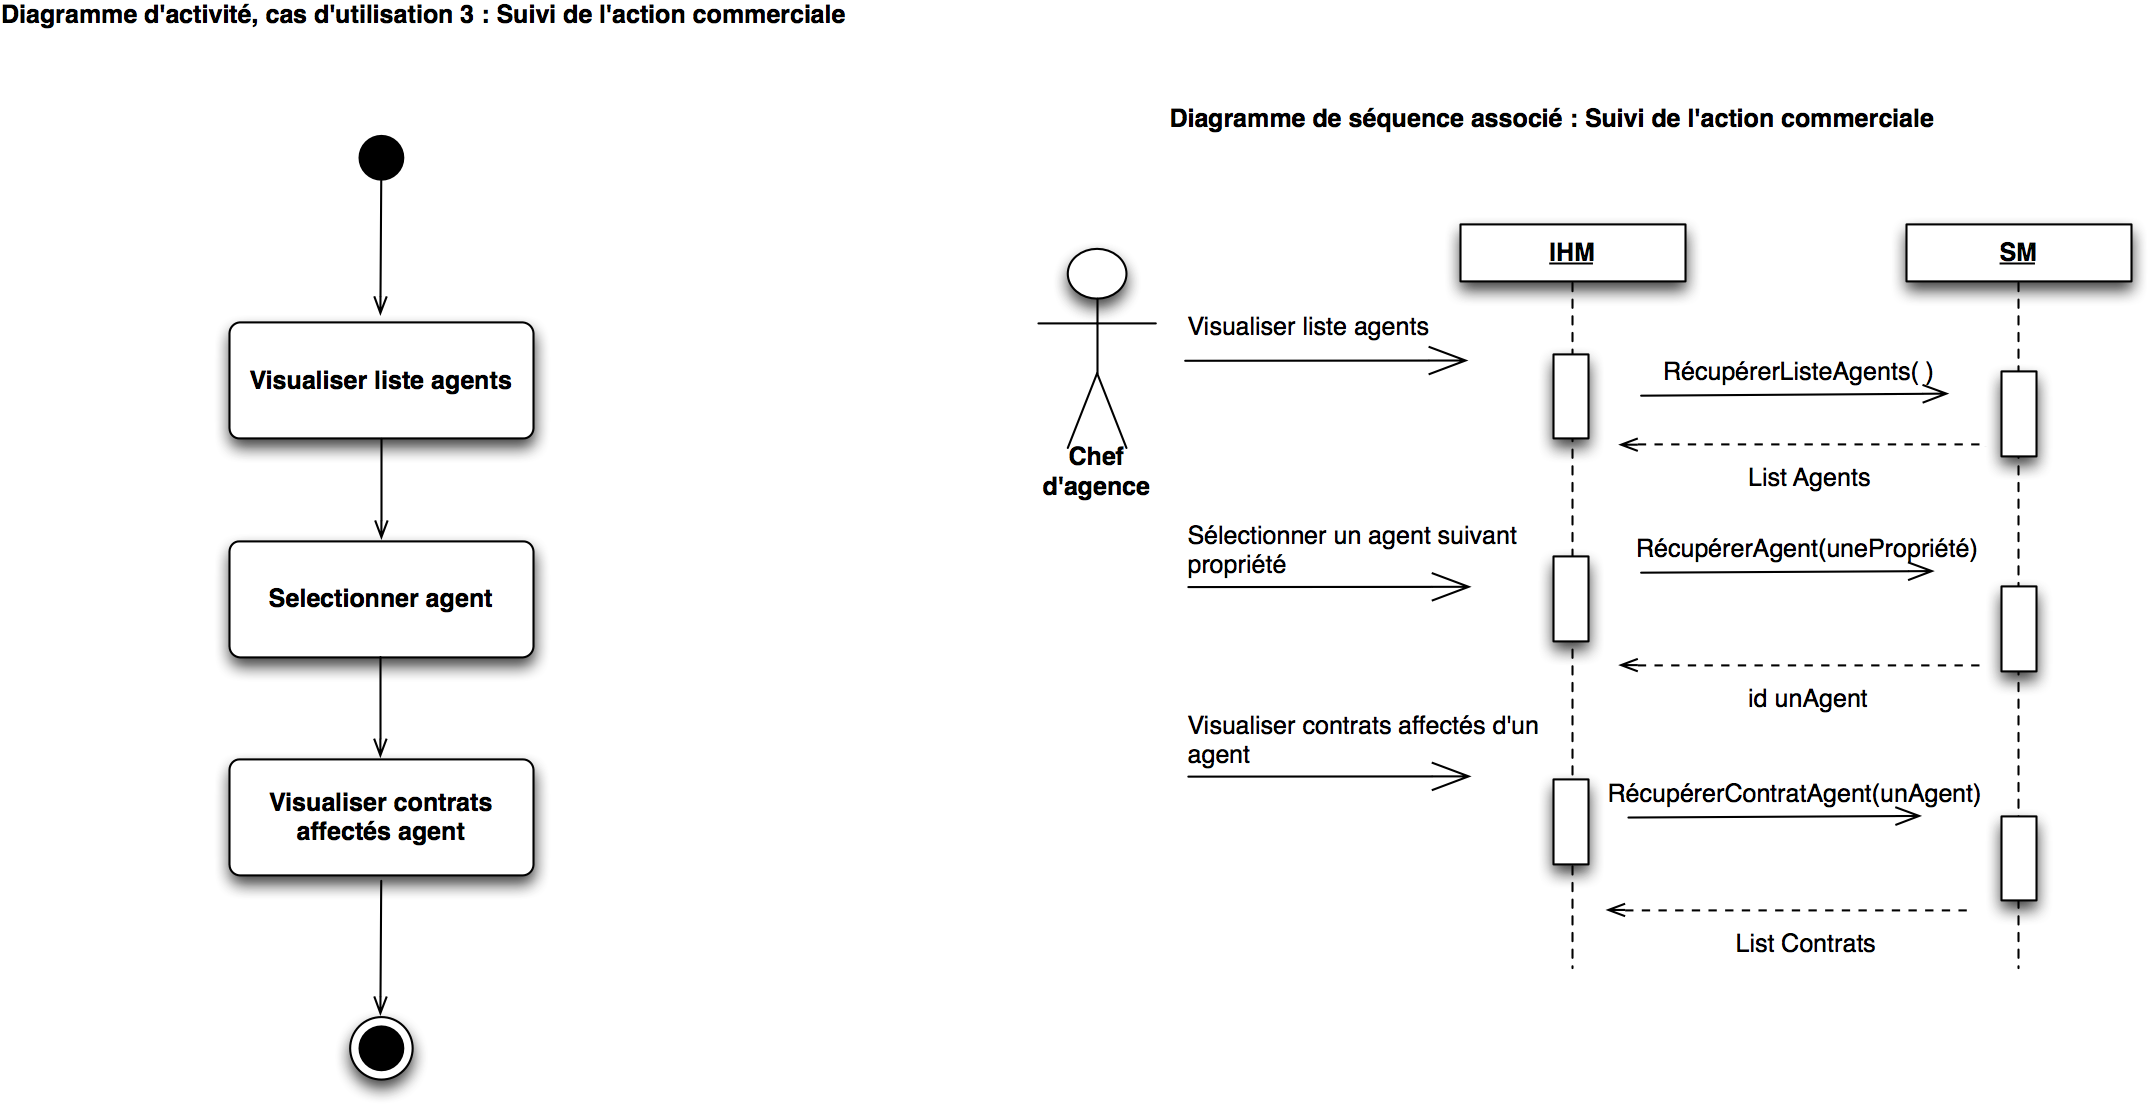 Diagramme d'activité, cas d'utilisation 3 : Suivi de l'action commerciale
Visualiser liste agents
Selectionner agent
Visualiser contrats
affectés agent
Diagramme de séquence associé : Suivi de l'action commerciale
IHM
SM
Chef
d'agence
Visualiser liste agents
RécupérerListeAgents( )
List Agents
Sélectionner un agent suivant
propriété
RécupérerAgent(unePropriété)
id unAgent
Visualiser contrats affectés d'un
agent
RécupérerContratAgent(unAgent)
List Contrats